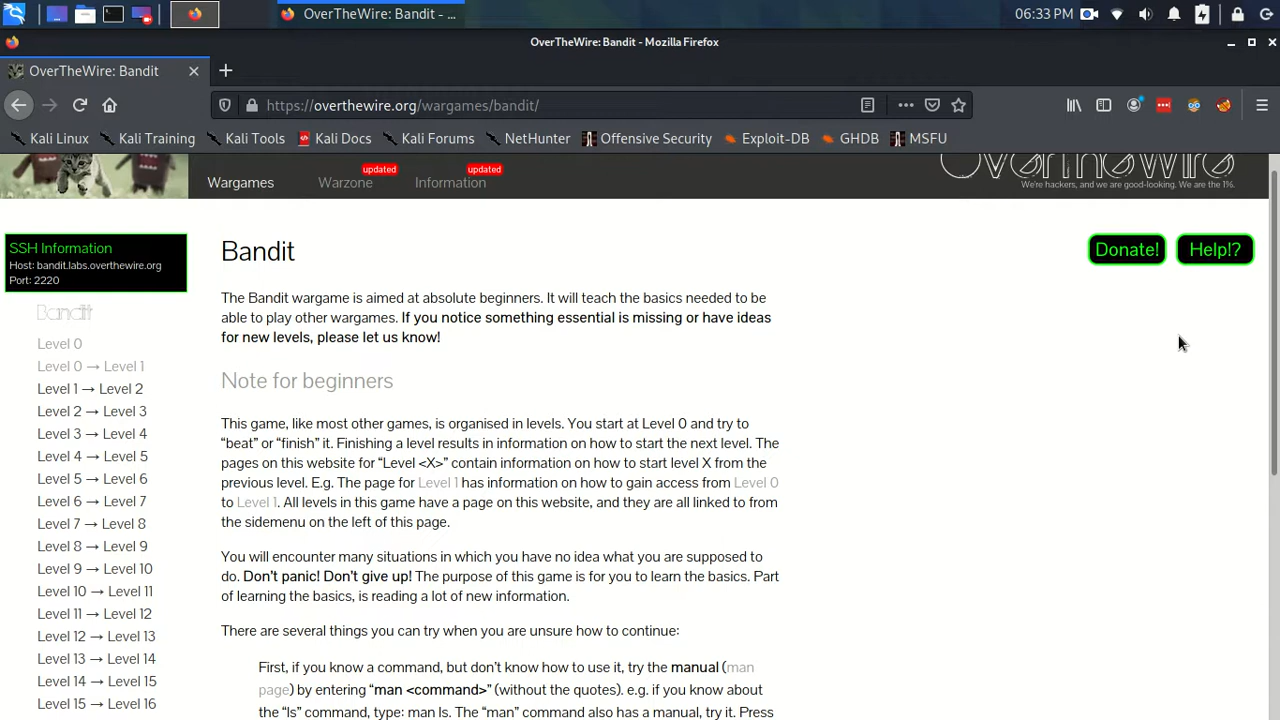 OverTheWire: Bandit - ...
06:33 PM
OverTheWire: Bandit - Mozilla Firefox
OverTheWire: Bandit
https://overthewire.org/wargames/bandit/
Kali Linux
Kali Training
Kali Tools
Kali Docs
Kali Forums
NetHunter
Offensive Security
Exploit-DB
GHDB
MSFU
Wargames
Warzone
updated
Information
updated
OverTheWire
We're hackers, and we are good-looking. We are the 1%.
SSH Information
Host: bandit.labs.overthewire.org
Port: 2220
Bandit
Level 0
Level 0 → Level 1
Level 1 → Level 2
Level 2 → Level 3
Level 3 → Level 4
Level 4 → Level 5
Level 5 → Level 6
Level 6 → Level 7
Level 7 → Level 8
Level 8 → Level 9
Level 9 → Level 10
Level 10 → Level 11
Level 11 → Level 12
Level 12 → Level 13
Level 13 → Level 14
Level 14 → Level 15
Level 15 → Level 16
Bandit
Donate!
Help!?
The Bandit wargame is aimed at absolute beginners. It will teach the basics needed to be
able to play other wargames. If you notice something essential is missing or have ideas
for new levels, please let us know!
Note for beginners
This game, like most other games, is organised in levels. You start at Level 0 and try to
“beat” or “finish” it. Finishing a level results in information on how to start the next level. The
pages on this website for “Level <X>” contain information on how to start level X from the
previous level. E.g. The page for Level 1 has information on how to gain access from Level 0
to Level 1. All levels in this game have a page on this website, and they are all linked to from
the sidemenu on the left of this page.
You will encounter many situations in which you have no idea what you are supposed to
do. Don’t panic! Don’t give up! The purpose of this game is for you to learn the basics. Part
of learning the basics, is reading a lot of new information.
There are several things you can try when you are unsure how to continue:
First, if you know a command, but don’t know how to use it, try the manual (man
page) by entering “man <command>” (without the quotes). e.g. if you know about
the “ls” command, type: man ls. The “man” command also has a manual, try it. Press